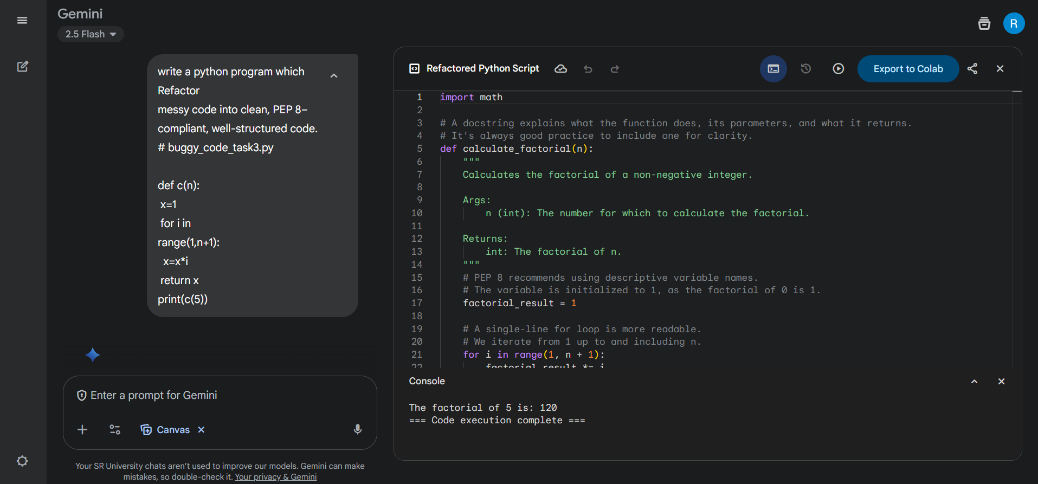 Gemini
2.5 Flash
R
write a python program which
Refactor
messy code into clean, PEP 8–
compliant, well-structured code.
# buggy_code_task3.py
def c(n):
x=1
for i in
range(1,n+1):
x=x*i
return x
print(c(5))
Enter a prompt for Gemini
Canvas
Your SR University chats aren't used to improve our models. Gemini can make
mistakes, so double-check it. Your privacy & Gemini
Refactored Python Script
Export to Colab
1 import math
2
3 # A docstring explains what the function does, its parameters, and what it returns.
4 # It's always good practice to include one for clarity.
5 def calculate_factorial(n):
6 """
7 Calculates the factorial of a non-negative integer.
8
9 Args:
10 n (int): The number for which to calculate the factorial.
11
12 Returns:
13 int: The factorial of n.
14 """
15 # PEP 8 recommends using descriptive variable names.
16 # The variable is initialized to 1, as the factorial of 0 is 1.
17 factorial_result = 1
18
19 # A single-line for loop is more readable.
20 # We iterate from 1 up to and including n.
21 for i in range(1, n + 1):
22 factorial_result *= i
Console
The factorial of 5 is: 120
=== Code execution complete ===